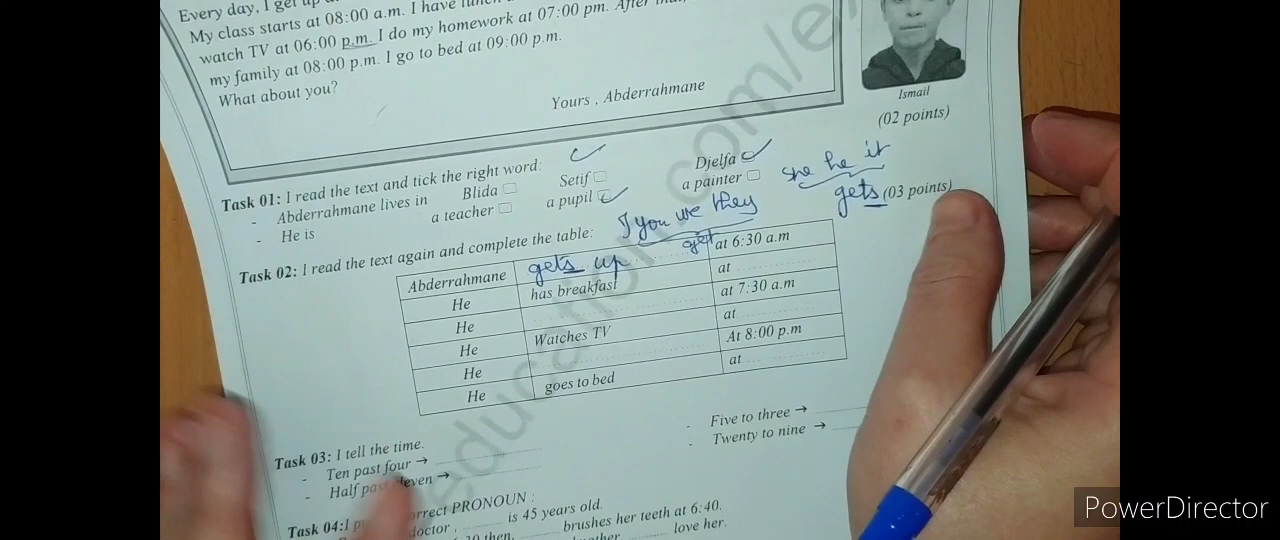 Every day, I get up
My class starts at 08:00 a.m. I have lunch
watch TV at 06:00 p.m. I do my homework at 07:00 pm. After that,
my family at 08:00 p.m. I go to bed at 09:00 p.m.
What about you?
Yours , Abderrahmane
Ismail
(02 points)
Task 01: I read the text and tick the right word:
- Abderrahmane lives in Blida Setif Djelfa
- He is a teacher a pupil a painter
she he it
gets (03 points)
I you we they
get
Task 02: I read the text again and complete the table:
Abderrahmane gets up at 6:30 a.m
He has breakfast at
He at 7:30 a.m
He Watches TV at
He At 8:00 p.m
He goes to bed at
Task 03: I tell the time.
- Ten past four →
- Half past eleven →
- Five to three →
- Twenty to nine →
Task 04: I correct PRONOUN :
doctor , is 45 years old.
then, brushes her teeth at 6:40.
love her.
education.com/e
PowerDirector